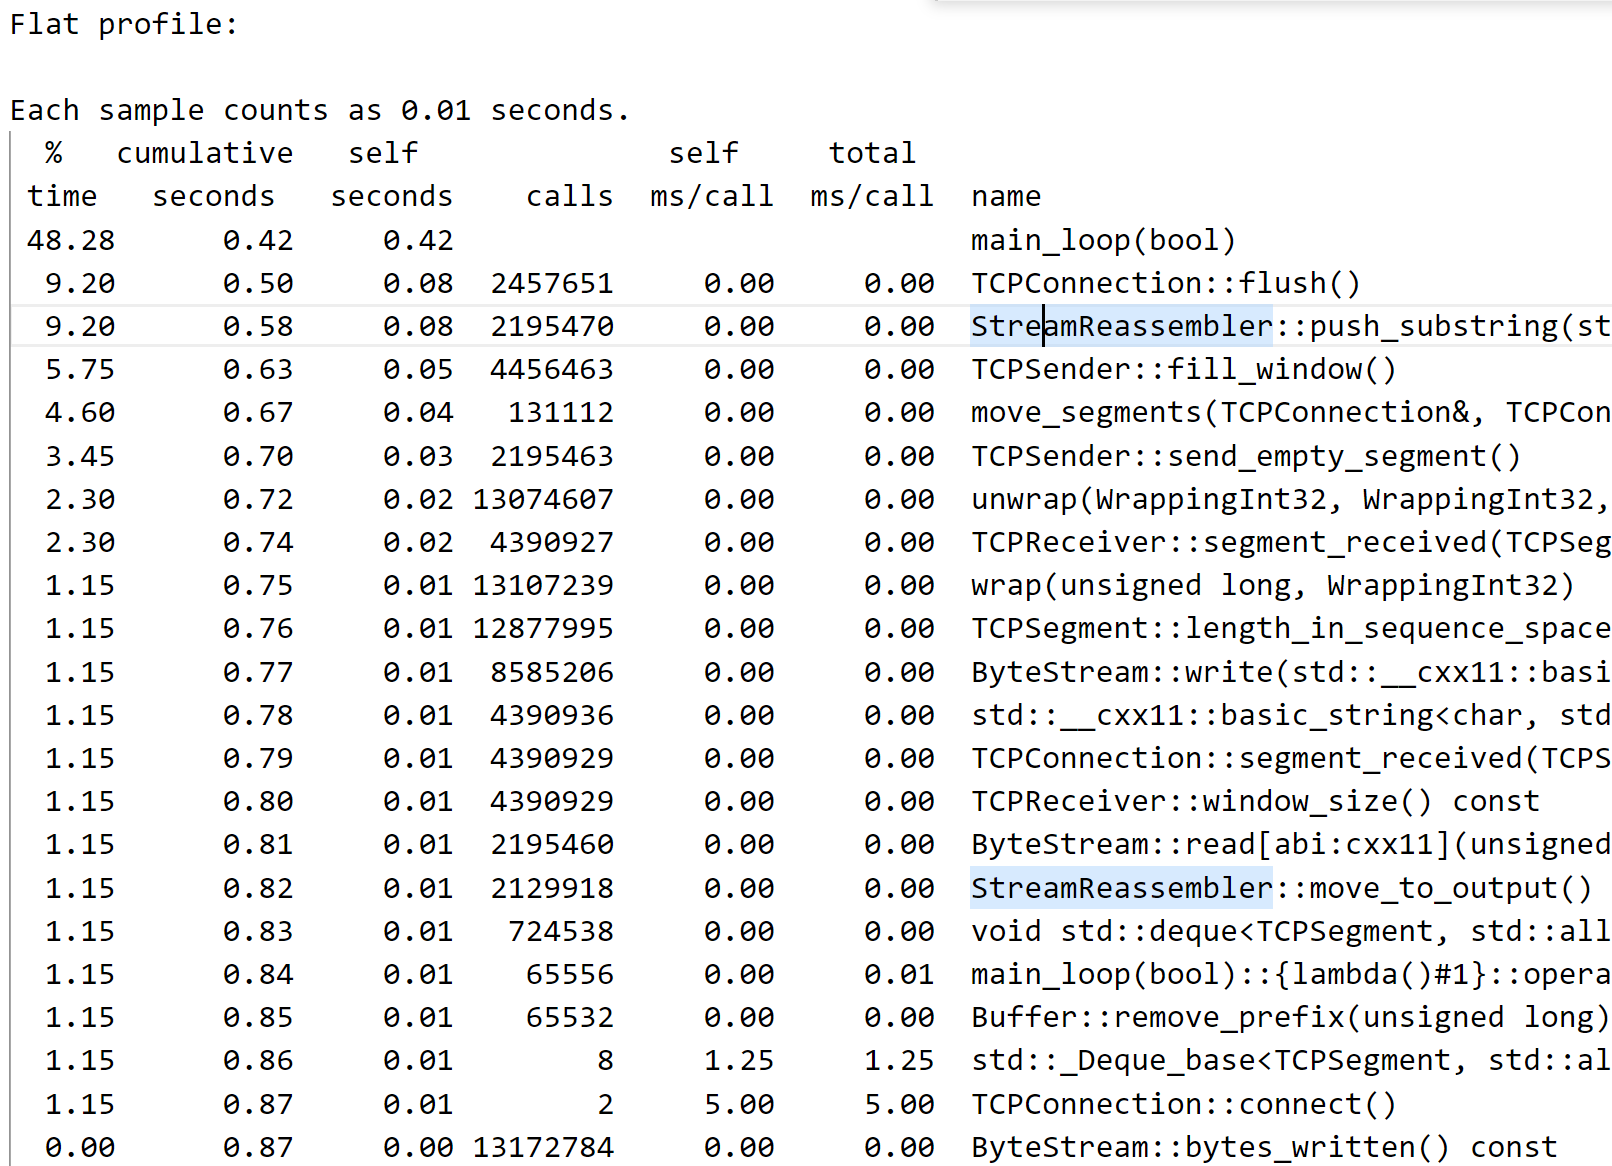 Flat profile:
Each sample counts as 0.01 seconds.
% cumulative self self total
time seconds seconds calls ms/call ms/call name
48.28 0.42 0.42 main_loop(bool)
9.20 0.50 0.08 2457651 0.00 0.00 TCPConnection::flush()
9.20 0.58 0.08 2195470 0.00 0.00 StreamReassembler::push_substring(st
5.75 0.63 0.05 4456463 0.00 0.00 TCPSender::fill_window()
4.60 0.67 0.04 131112 0.00 0.00 move_segments(TCPConnection&, TCPCon
3.45 0.70 0.03 2195463 0.00 0.00 TCPSender::send_empty_segment()
2.30 0.72 0.02 13074607 0.00 0.00 unwrap(WrappingInt32, WrappingInt32,
2.30 0.74 0.02 4390927 0.00 0.00 TCPReceiver::segment_received(TCPSeg
1.15 0.75 0.01 13107239 0.00 0.00 wrap(unsigned long, WrappingInt32)
1.15 0.76 0.01 12877995 0.00 0.00 TCPSegment::length_in_sequence_space
1.15 0.77 0.01 8585206 0.00 0.00 ByteStream::write(std::__cxx11::basi
1.15 0.78 0.01 4390936 0.00 0.00 std::__cxx11::basic_string<char, std
1.15 0.79 0.01 4390929 0.00 0.00 TCPConnection::segment_received(TCPS
1.15 0.80 0.01 4390929 0.00 0.00 TCPReceiver::window_size() const
1.15 0.81 0.01 2195460 0.00 0.00 ByteStream::read[abi:cxx11](unsigned
1.15 0.82 0.01 2129918 0.00 0.00 StreamReassembler::move_to_output()
1.15 0.83 0.01 724538 0.00 0.00 void std::deque<TCPSegment, std::all
1.15 0.84 0.01 65556 0.00 0.01 main_loop(bool)::{lambda()#1}::opera
1.15 0.85 0.01 65532 0.00 0.00 Buffer::remove_prefix(unsigned long)
1.15 0.86 0.01 8 1.25 1.25 std::_Deque_base<TCPSegment, std::al
1.15 0.87 0.01 2 5.00 5.00 TCPConnection::connect()
0.00 0.87 0.00 13172784 0.00 0.00 ByteStream::bytes_written() const